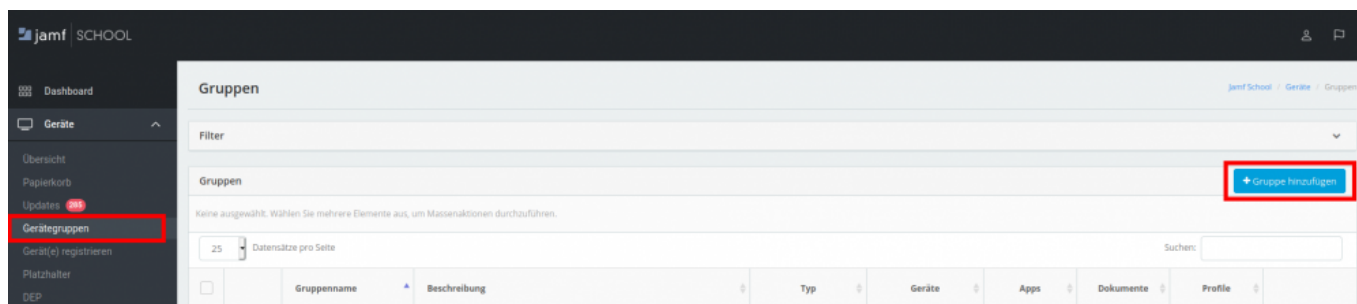 jamf SCHOOL
Dashboard
Geräte
Übersicht
Papierkorb
Updates 265
Gerätegruppen
Gerät(e) registrieren
Platzhalter
DEP
Gruppen
Jamf School / Geräte / Gruppen
Filter
Gruppen
+ Gruppe hinzufügen
Keine ausgewählt. Wählen Sie mehrere Elemente aus, um Massenaktionen durchzuführen.
25 Datensätze pro Seite
Suchen:
Gruppenname Beschreibung Typ Geräte Apps Dokumente Profile